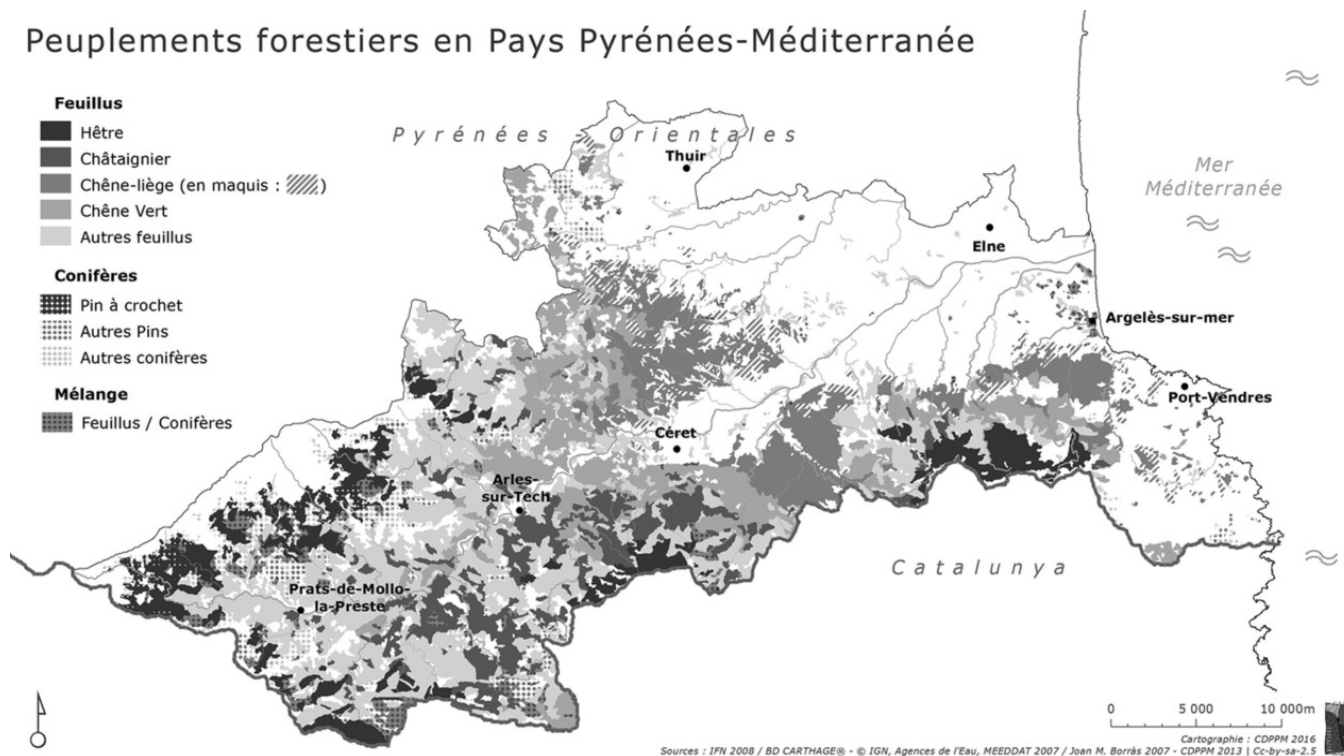 Peuplements forestiers en Pays Pyrénées-Méditerranée
Feuillus
Hêtre
Châtaignier
Chêne-liège (en maquis : )
Chêne Vert
Autres feuillus
Conifères
Pin à crochet
Autres Pins
Autres conifères
Mélange
Feuillus / Conifères
Pyrénées - Orientales
Thuir
Mer
Méditerranée
Elne
Argelès-sur-mer
Port-Vendres
Céret
Arles-
sur-Tech
Catalunya
Prats-de-Mollo-
la-Preste
0 5 000 10 000m
Cartographie : CDPPM 2016
Sources : IFN 2008 / BD CARTHAGE® - © IGN, Agences de l'Eau, MEEDDAT 2007 / Joan M. Borràs 2007 - CDPPM 2013 | Cc-by-sa-2.5